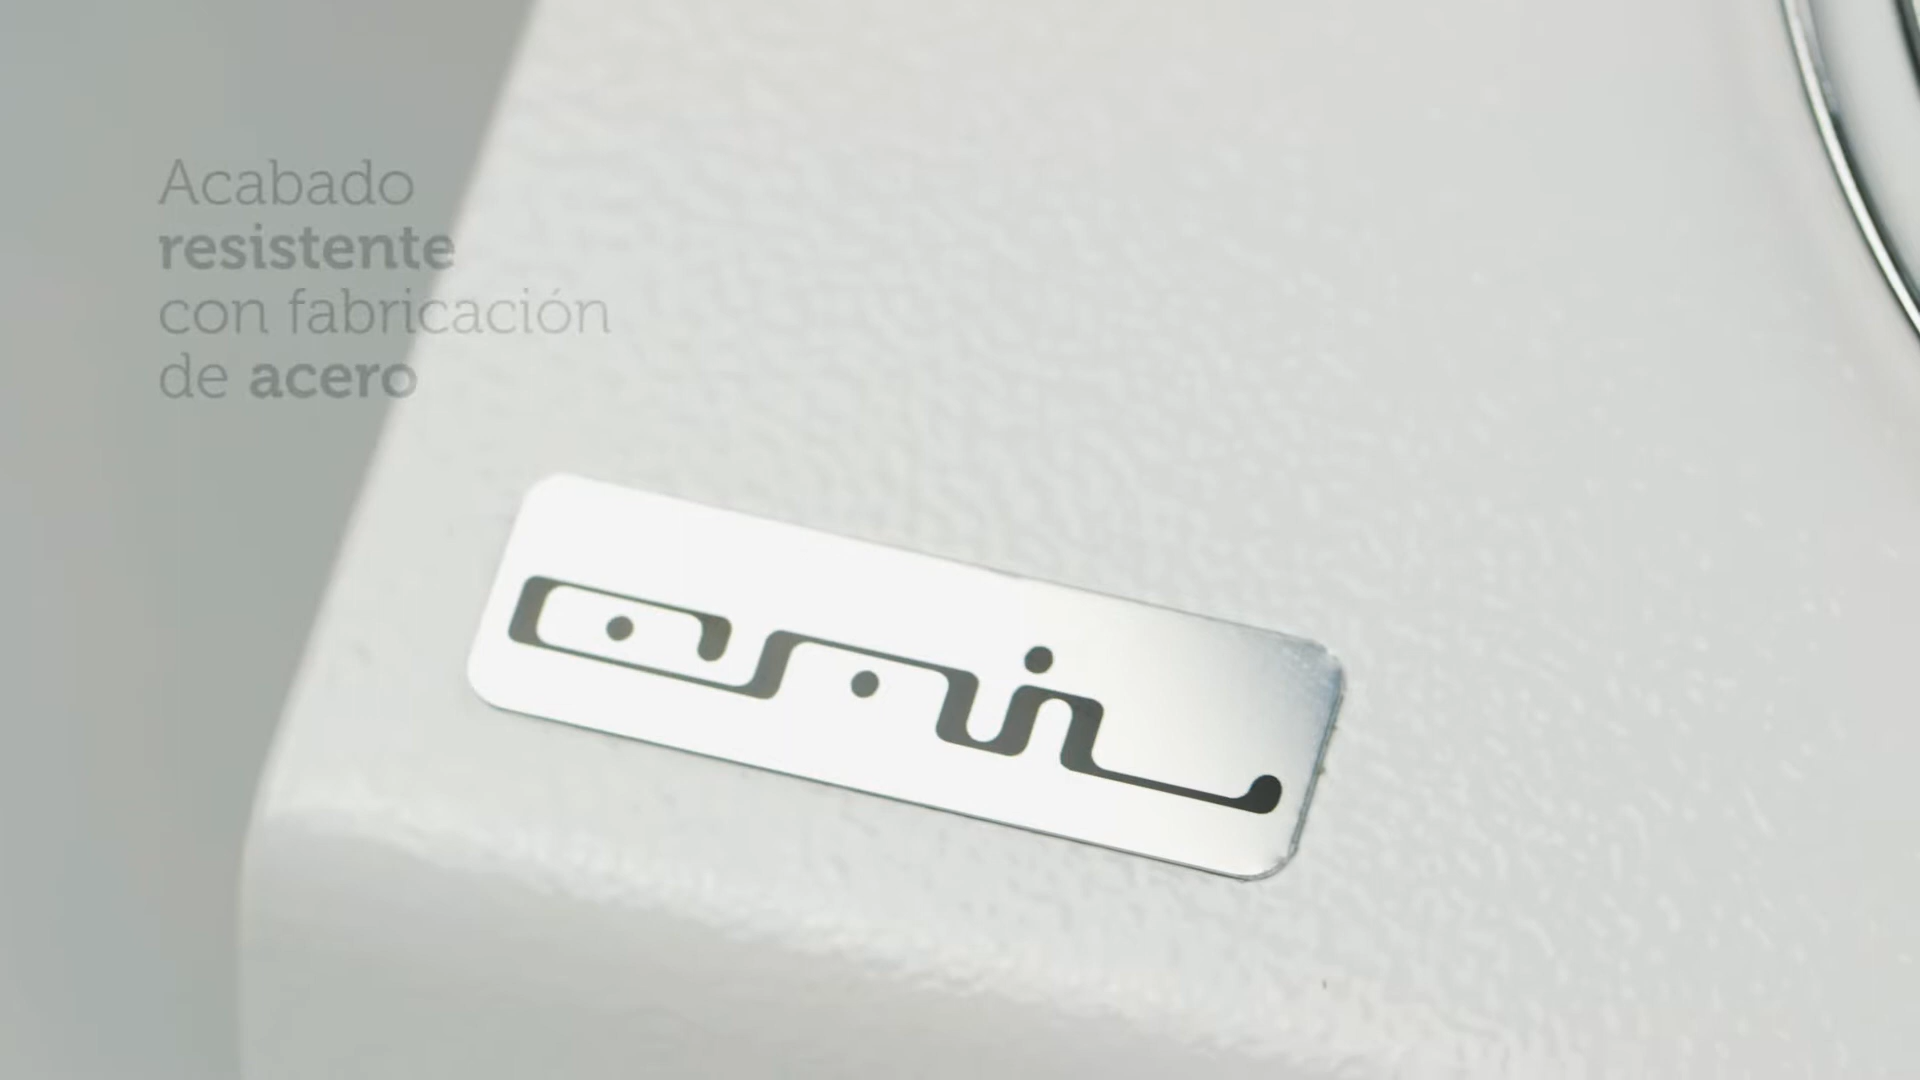 Acabado
resistente
con fabricación
de acero